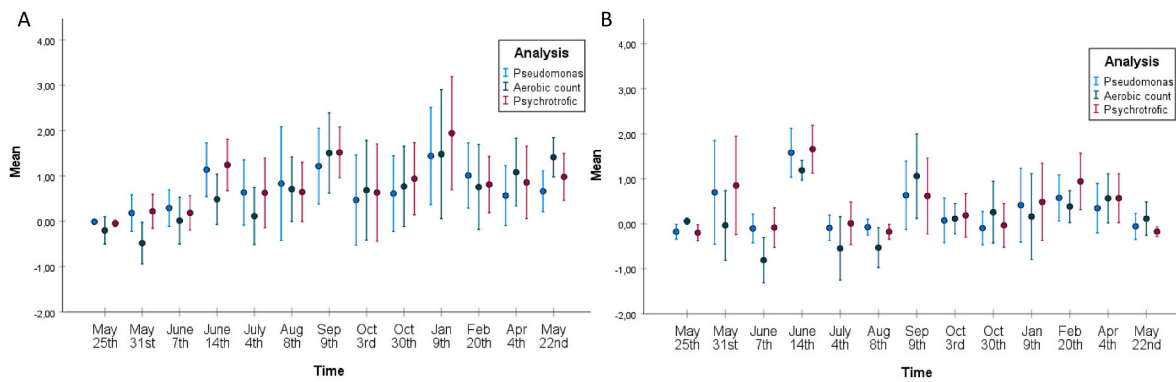 A
Mean
4,00
3,00
2,00
1,00
0,00
-1,00
-2,00
Analysis
Pseudomonas
Aerobic count
Psychrotrofic
May 25th
May 31st
June 7th
June 14th
July 4th
Aug 8th
Sep 9th
Oct 3rd
Oct 30th
Jan 9th
Feb 20th
Apr 4th
May 22nd
Time
B
Mean
4,00
3,00
2,00
1,00
0,00
-1,00
-2,00
Analysis
Pseudomonas
Aerobic count
Psychrotrofic
May 25th
May 31st
June 7th
June 14th
July 4th
Aug 8th
Sep 9th
Oct 3rd
Oct 30th
Jan 9th
Feb 20th
Apr 4th
May 22nd
Time